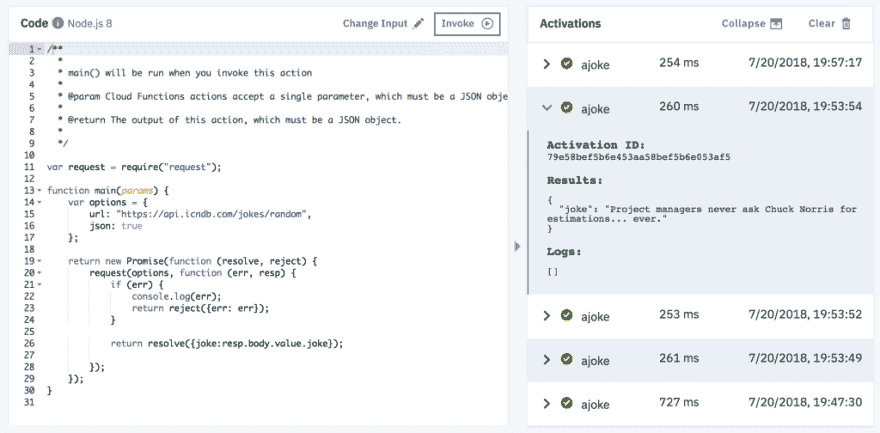 Code Node.js 8 Change Input Invoke
1 /**
2 *
3 * main() will be run when you invoke this action
4 *
5 * @param Cloud Functions actions accept a single parameter, which must be a JSON obje
6 *
7 * @return The output of this action, which must be a JSON object.
8 *
9 */
10
11 var request = require("request");
12
13 function main(params) {
14 var options = {
15 url: "https://api.icndb.com/jokes/random",
16 json: true
17 };
18
19 return new Promise(function (resolve, reject) {
20 request(options, function (err, resp) {
21 if (err) {
22 console.log(err);
23 return reject({err: err});
24 }
25
26 return resolve({joke:resp.body.value.joke});
27
28 });
29 });
30 }
31
Activations Collapse Clear
ajoke 254 ms 7/20/2018, 19:57:17
ajoke 260 ms 7/20/2018, 19:53:54
Activation ID:
79e58bef5b6e453aa58bef5b6e053af5
Results:
{
"joke": "Project managers never ask Chuck Norris for
estimations... ever."
}
Logs:
[]
ajoke 253 ms 7/20/2018, 19:53:52
ajoke 261 ms 7/20/2018, 19:53:49
ajoke 727 ms 7/20/2018, 19:47:30